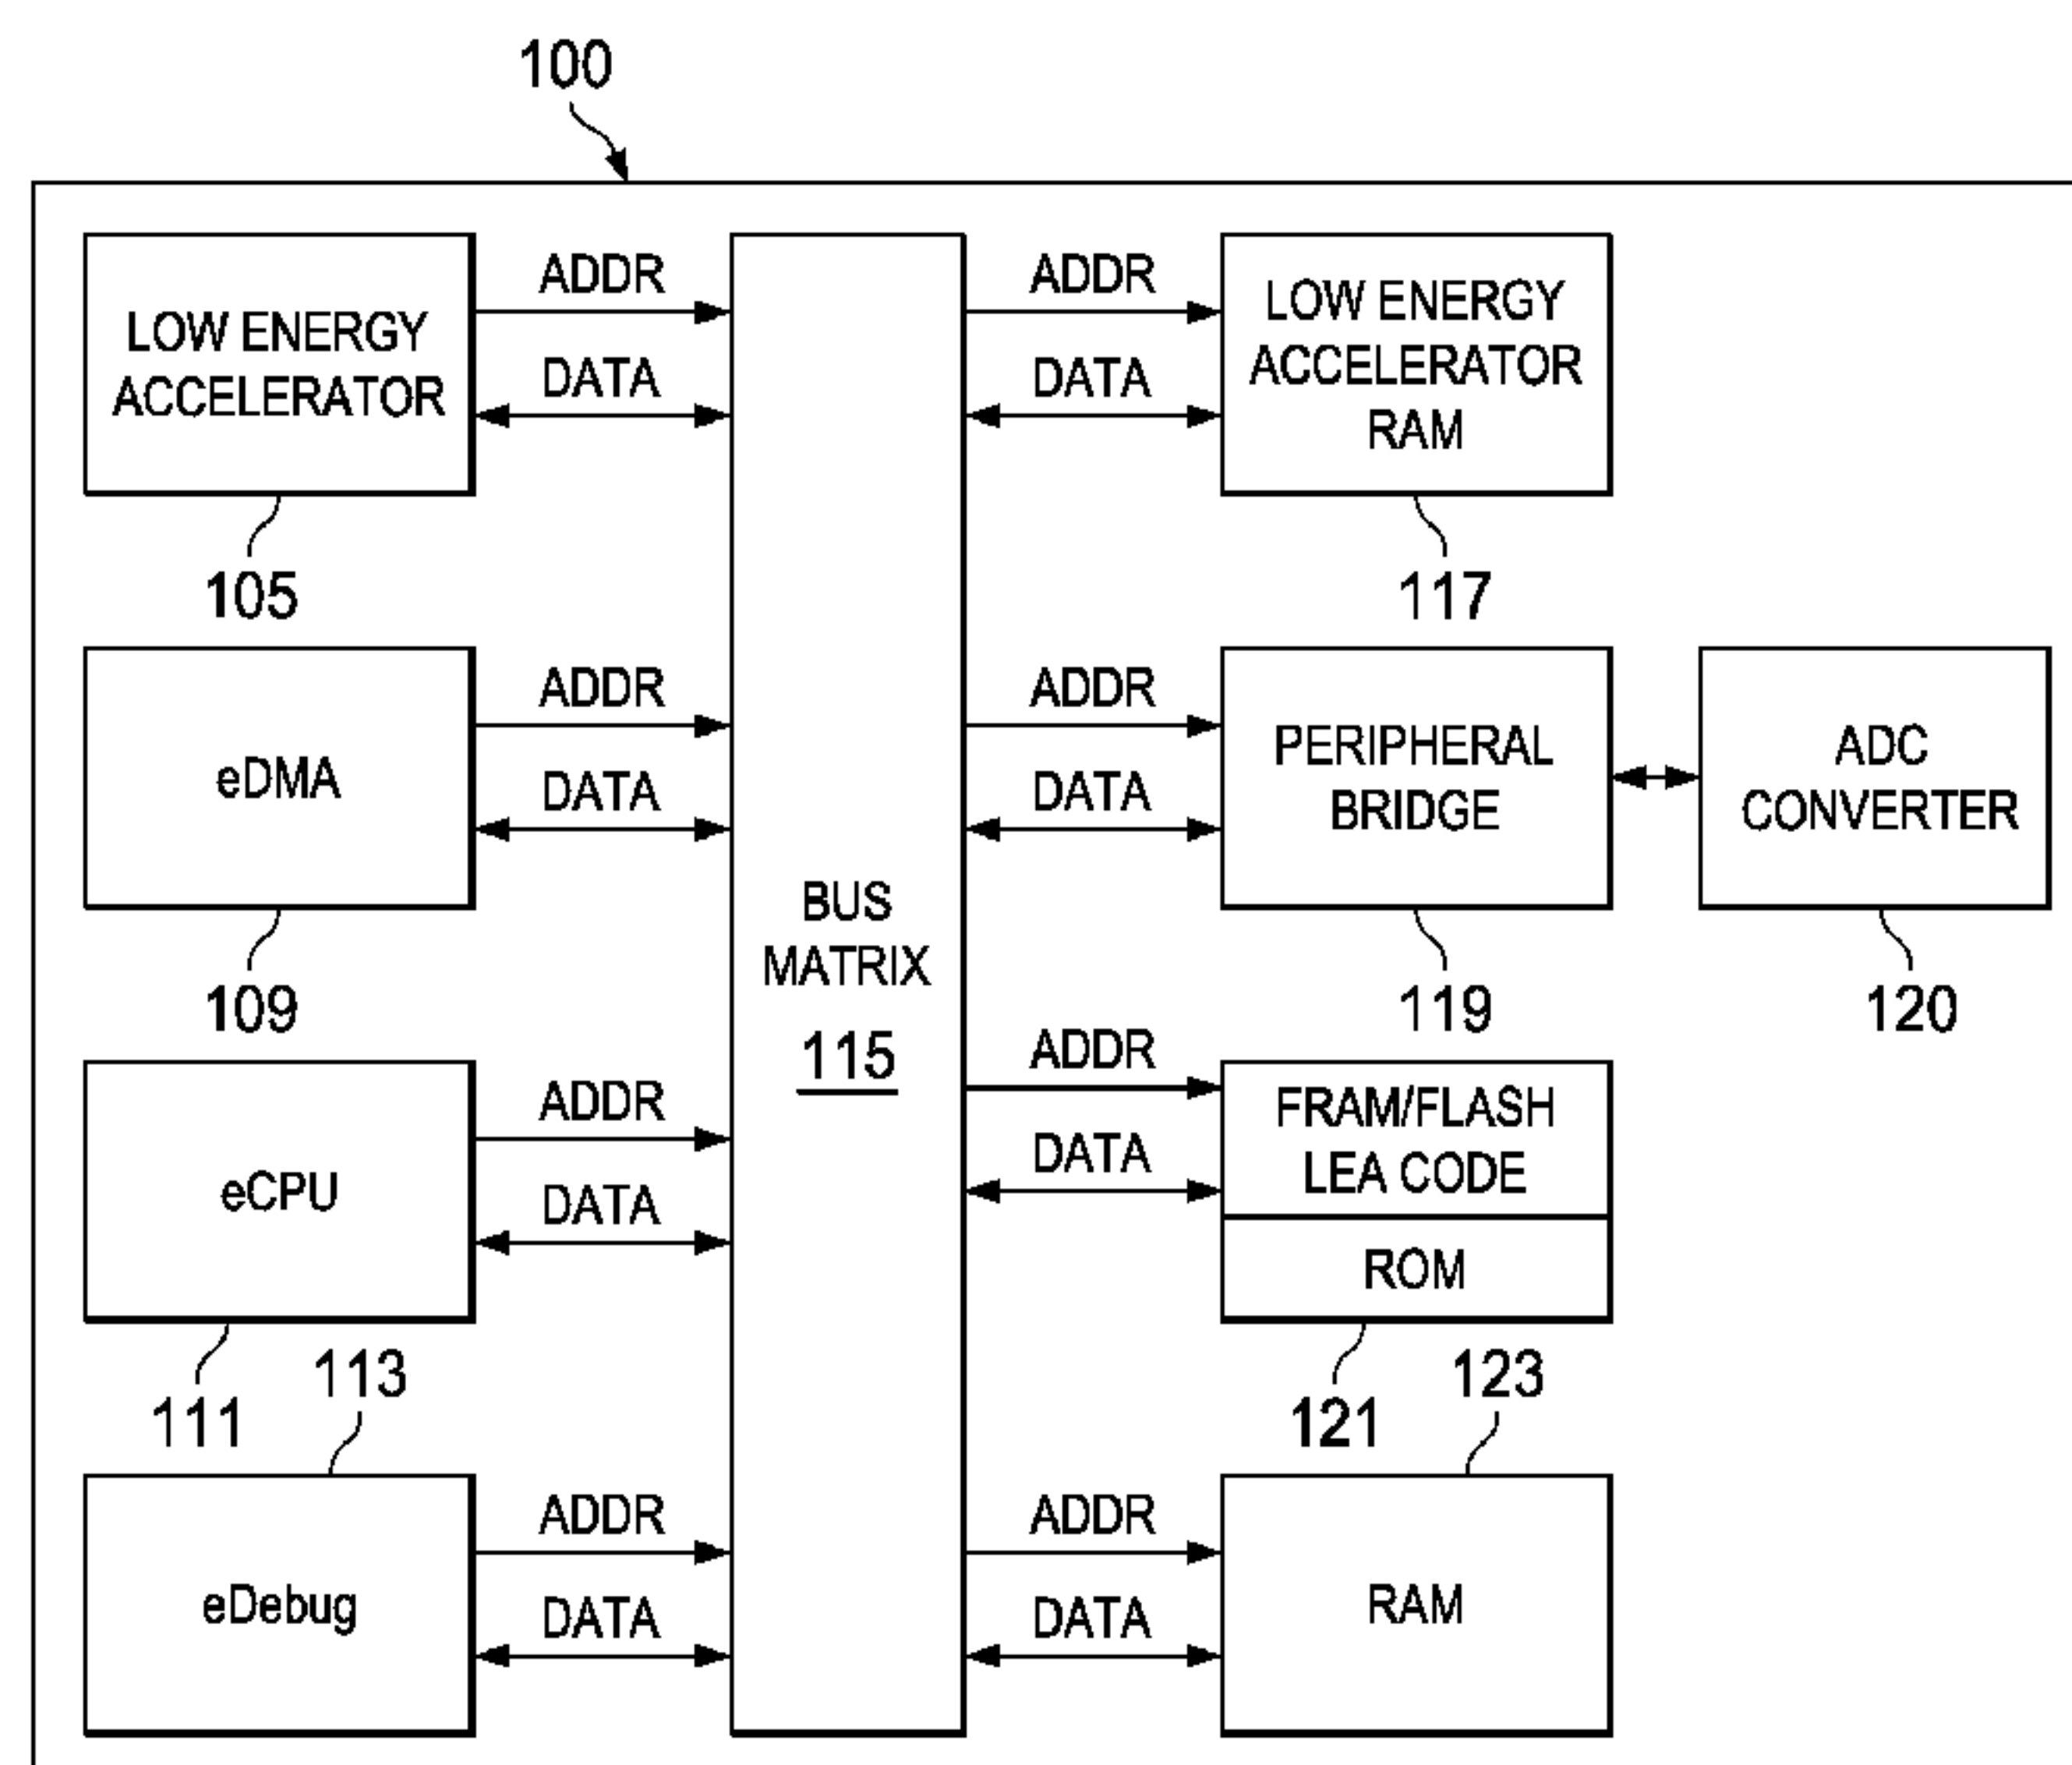 100
LOW ENERGY
ACCELERATOR
105
ADDR
DATA
ADDR
DATA
LOW ENERGY
ACCELERATOR
RAM
117
eDMA
109
ADDR
DATA
ADDR
DATA
PERIPHERAL
BRIDGE
119
ADC
CONVERTER
120
BUS
MATRIX
115
eCPU
111
ADDR
DATA
ADDR
DATA
FRAM/FLASH
LEA CODE
ROM
121
113
eDebug
ADDR
DATA
ADDR
DATA
123
RAM